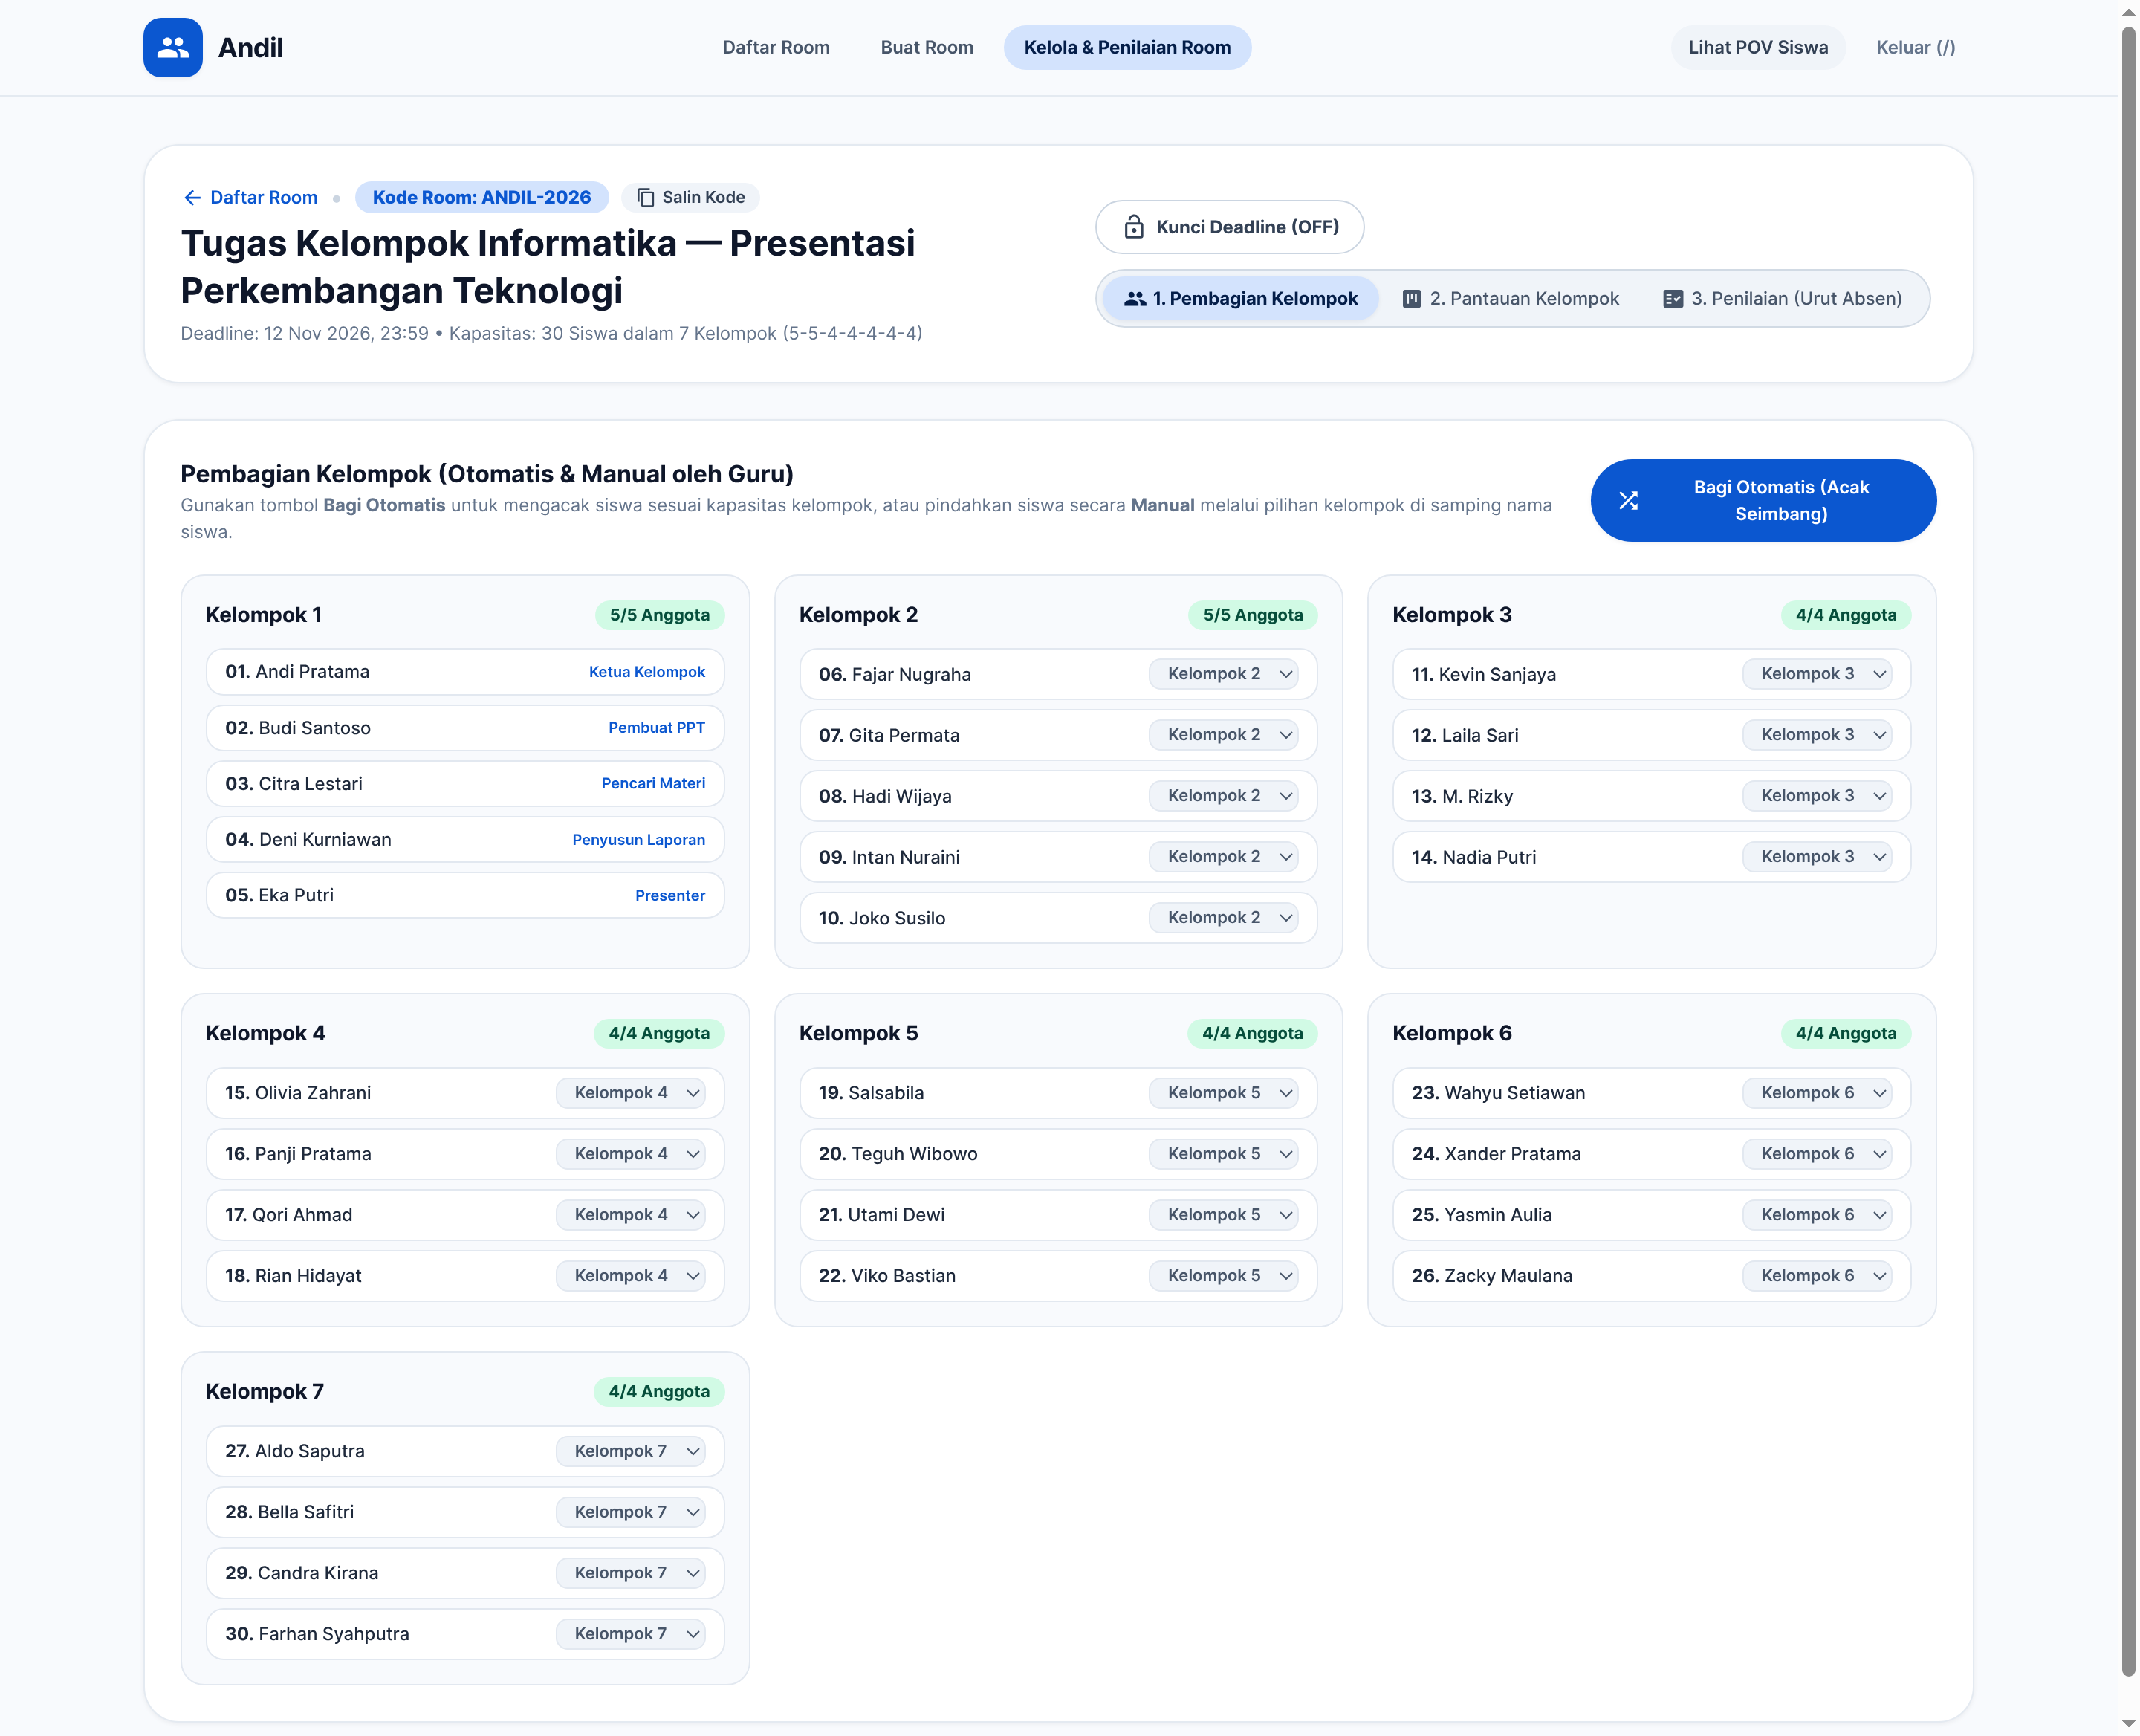 Andil
Daftar Room
Buat Room
Kelola & Penilaian Room
Lihat POV Siswa
Keluar (/)
Daftar Room
Kode Room: ANDIL-2026
Salin Kode
Tugas Kelompok Informatika — Presentasi
Perkembangan Teknologi
Deadline: 12 Nov 2026, 23:59 • Kapasitas: 30 Siswa dalam 7 Kelompok (5-5-4-4-4-4-4)
Kunci Deadline (OFF)
1. Pembagian Kelompok
2. Pantauan Kelompok
3. Penilaian (Urut Absen)
Pembagian Kelompok (Otomatis & Manual oleh Guru)
Gunakan tombol Bagi Otomatis untuk mengacak siswa sesuai kapasitas kelompok, atau pindahkan siswa secara Manual melalui pilihan kelompok di samping nama
siswa.
Bagi Otomatis (Acak
Seimbang)
Kelompok 1
5/5 Anggota
01. Andi Pratama
Ketua Kelompok
02. Budi Santoso
Pembuat PPT
03. Citra Lestari
Pencari Materi
04. Deni Kurniawan
Penyusun Laporan
05. Eka Putri
Presenter
Kelompok 2
5/5 Anggota
06. Fajar Nugraha
Kelompok 2
07. Gita Permata
Kelompok 2
08. Hadi Wijaya
Kelompok 2
09. Intan Nuraini
Kelompok 2
10. Joko Susilo
Kelompok 2
Kelompok 3
4/4 Anggota
11. Kevin Sanjaya
Kelompok 3
12. Laila Sari
Kelompok 3
13. M. Rizky
Kelompok 3
14. Nadia Putri
Kelompok 3
Kelompok 4
4/4 Anggota
15. Olivia Zahrani
Kelompok 4
16. Panji Pratama
Kelompok 4
17. Qori Ahmad
Kelompok 4
18. Rian Hidayat
Kelompok 4
Kelompok 5
4/4 Anggota
19. Salsabila
Kelompok 5
20. Teguh Wibowo
Kelompok 5
21. Utami Dewi
Kelompok 5
22. Viko Bastian
Kelompok 5
Kelompok 6
4/4 Anggota
23. Wahyu Setiawan
Kelompok 6
24. Xander Pratama
Kelompok 6
25. Yasmin Aulia
Kelompok 6
26. Zacky Maulana
Kelompok 6
Kelompok 7
4/4 Anggota
27. Aldo Saputra
Kelompok 7
28. Bella Safitri
Kelompok 7
29. Candra Kirana
Kelompok 7
30. Farhan Syahputra
Kelompok 7